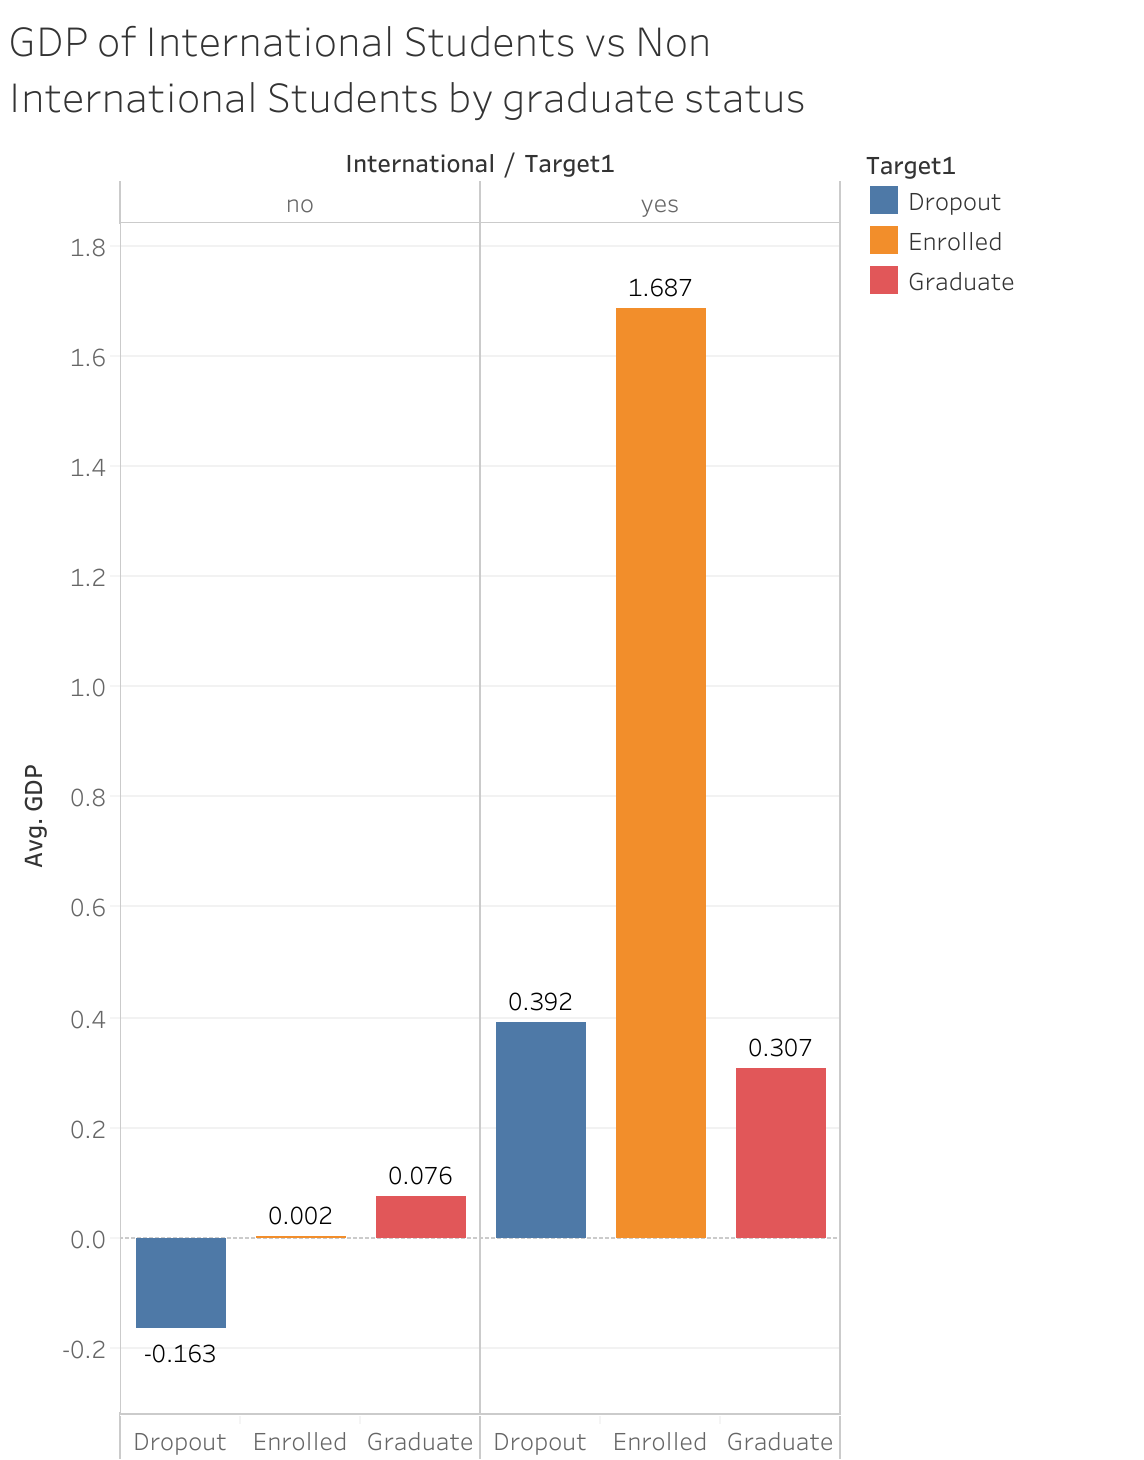 GDP of International Students vs Non
International Students by graduate status
International / Target1
no
yes
Target1
Dropout
Enrolled
Graduate
Avg. GDP
1.8
1.6
1.4
1.2
1.0
0.8
0.6
0.4
0.2
0.0
-0.2
-0.163
0.002
0.076
0.392
1.687
0.307
Dropout
Enrolled
Graduate
Dropout
Enrolled
Graduate